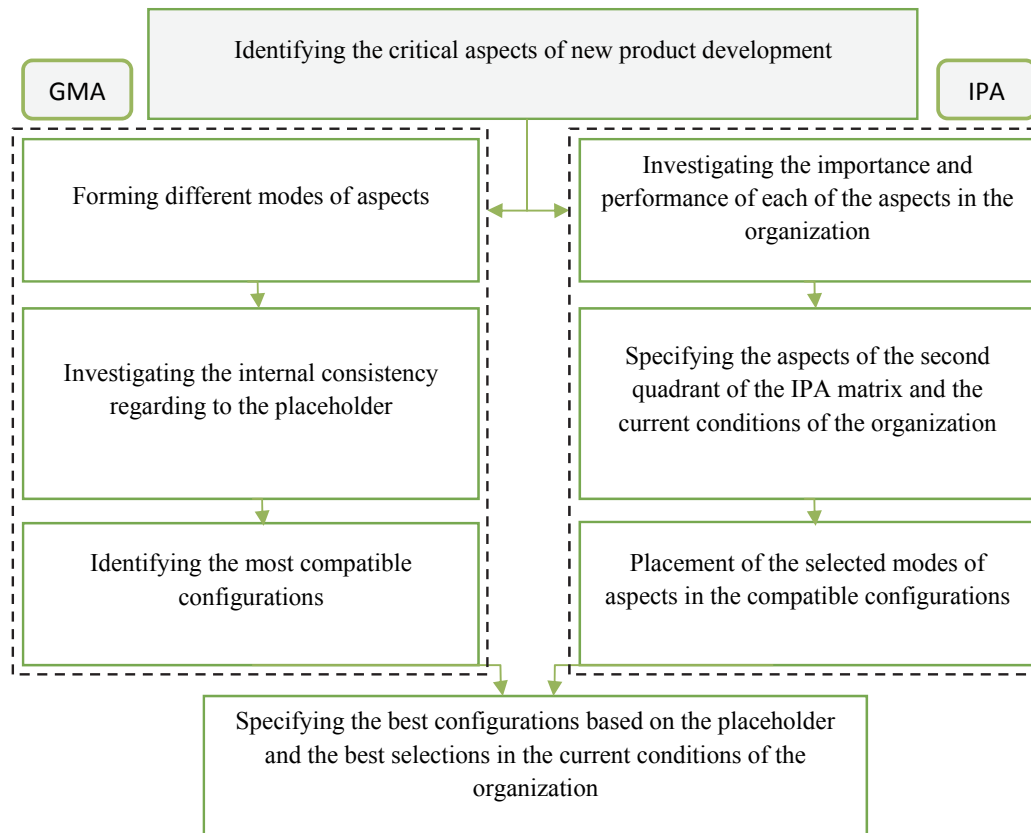 Identifying the critical aspects of new product development
GMA
IPA
Forming different modes of aspects
Investigating the internal consistency
regarding to the placeholder
Identifying the most compatible
configurations
Investigating the importance and
performance of each of the aspects in the
organization
Specifying the aspects of the second
quadrant of the IPA matrix and the
current conditions of the organization
Placement of the selected modes of
aspects in the compatible configurations
Specifying the best configurations based on the placeholder
and the best selections in the current conditions of the
organization